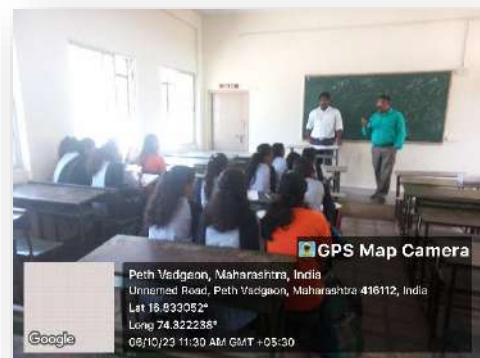 GPS Map Camera
Peth Vadgaon, Maharashtra, India
Unnamed Road, Peth Vadgaon, Maharashtra 416112, India
Lat 16.833052°
Long 74.322238°
06/10/23 11:30 AM GMT +05:30
Google